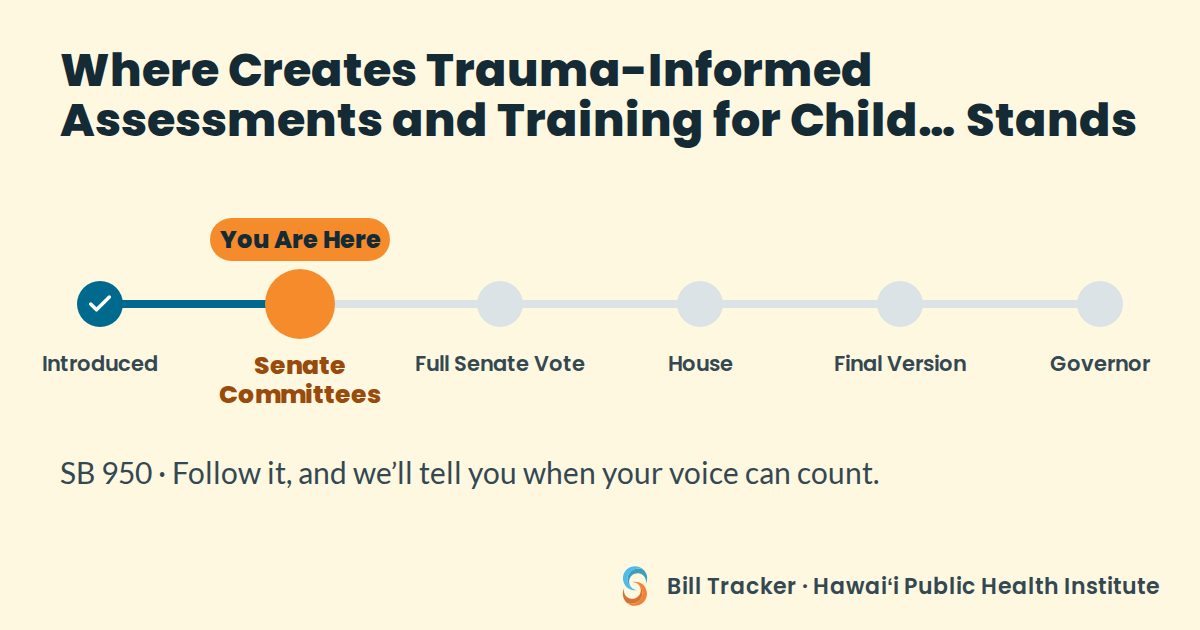 Where Creates Trauma-Informed
Assessments and Training for Child... Stands
You Are Here
Introduced
Senate
Committees
Full Senate Vote
House
Final Version
Governor
SB 950 · Follow it, and we’ll tell you when your voice can count.
Bill Tracker · Hawaiʻi Public Health Institute